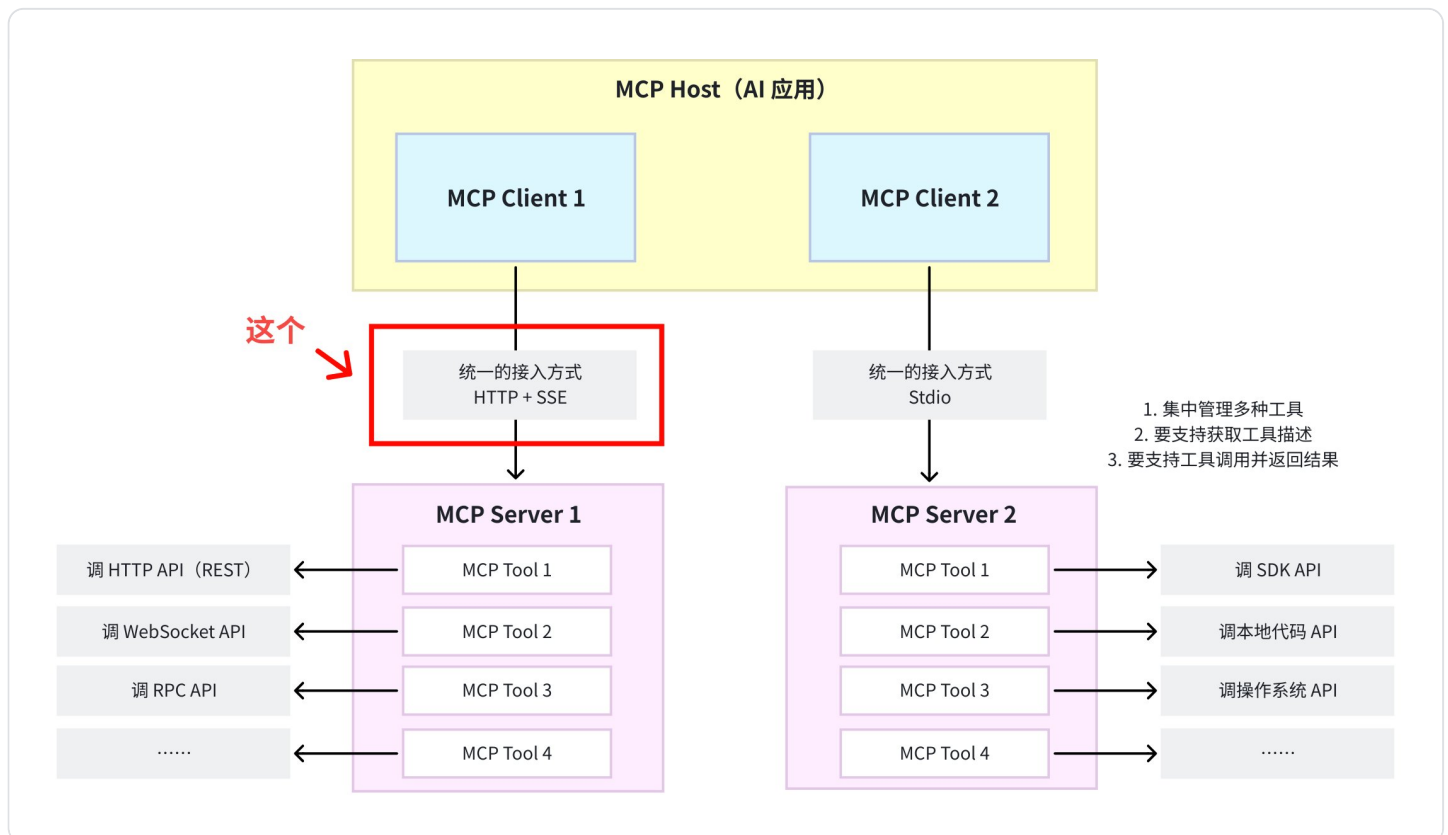 MCP Host（AI 应用）
MCP Client 1
MCP Client 2
这个
统一的接入方式
HTTP + SSE
统一的接入方式
Stdio
1. 集中管理多种工具
2. 要支持获取工具描述
3. 要支持工具调用并返回结果
MCP Server 1
调 HTTP API（REST）
MCP Tool 1
调 WebSocket API
MCP Tool 2
调 RPC API
MCP Tool 3
……
MCP Tool 4
MCP Server 2
MCP Tool 1
调 SDK API
MCP Tool 2
调本地代码 API
MCP Tool 3
调操作系统 API
MCP Tool 4
……